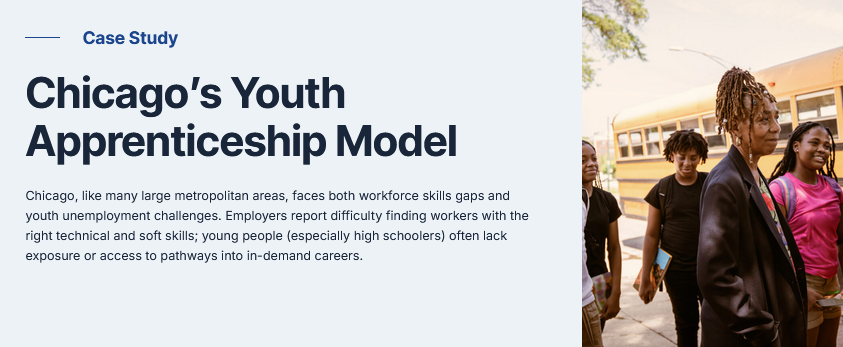 Case Study
Chicago’s Youth
Apprenticeship Model
Chicago, like many large metropolitan areas, faces both workforce skills gaps and
youth unemployment challenges. Employers report difficulty finding workers with the
right technical and soft skills; young people (especially high schoolers) often lack
exposure or access to pathways into in-demand careers.